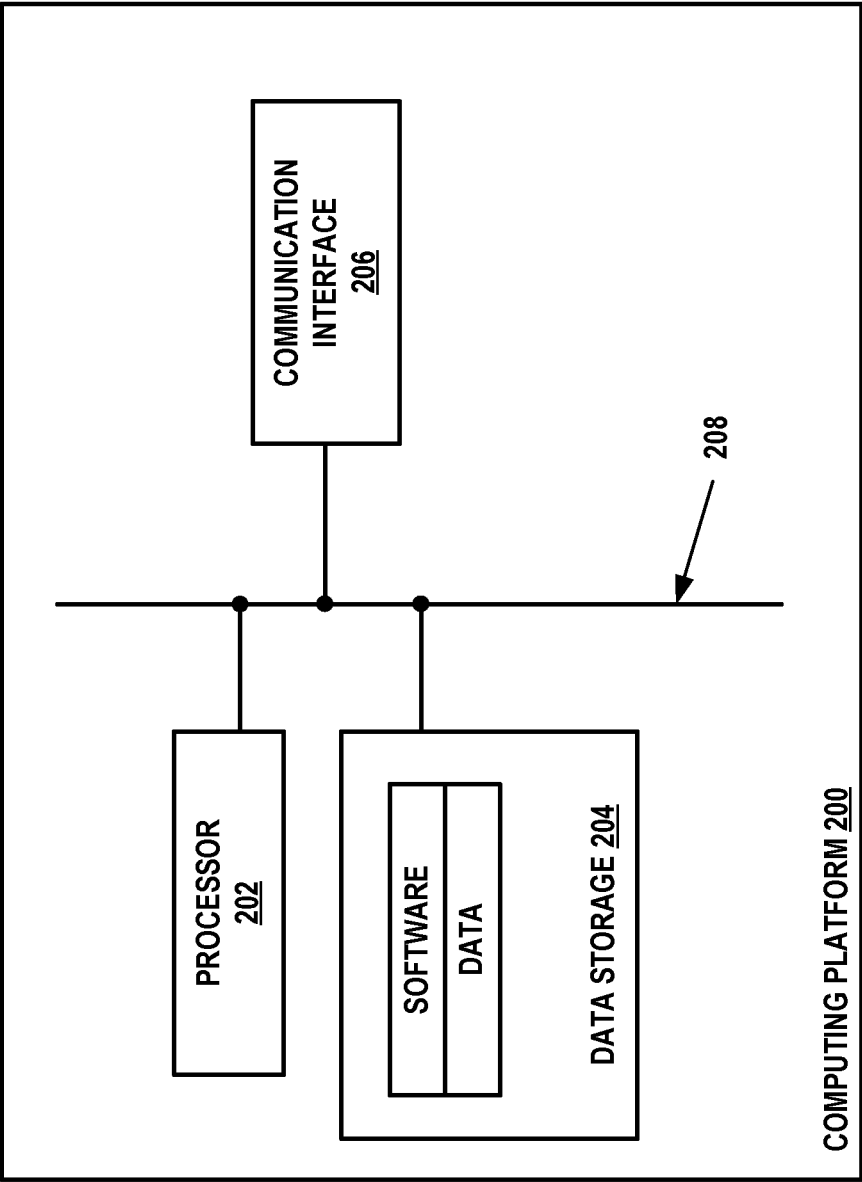 PROCESSOR
202
COMMUNICATION
INTERFACE
206
SOFTWARE
DATA
DATA STORAGE 204
208
COMPUTING PLATFORM 200